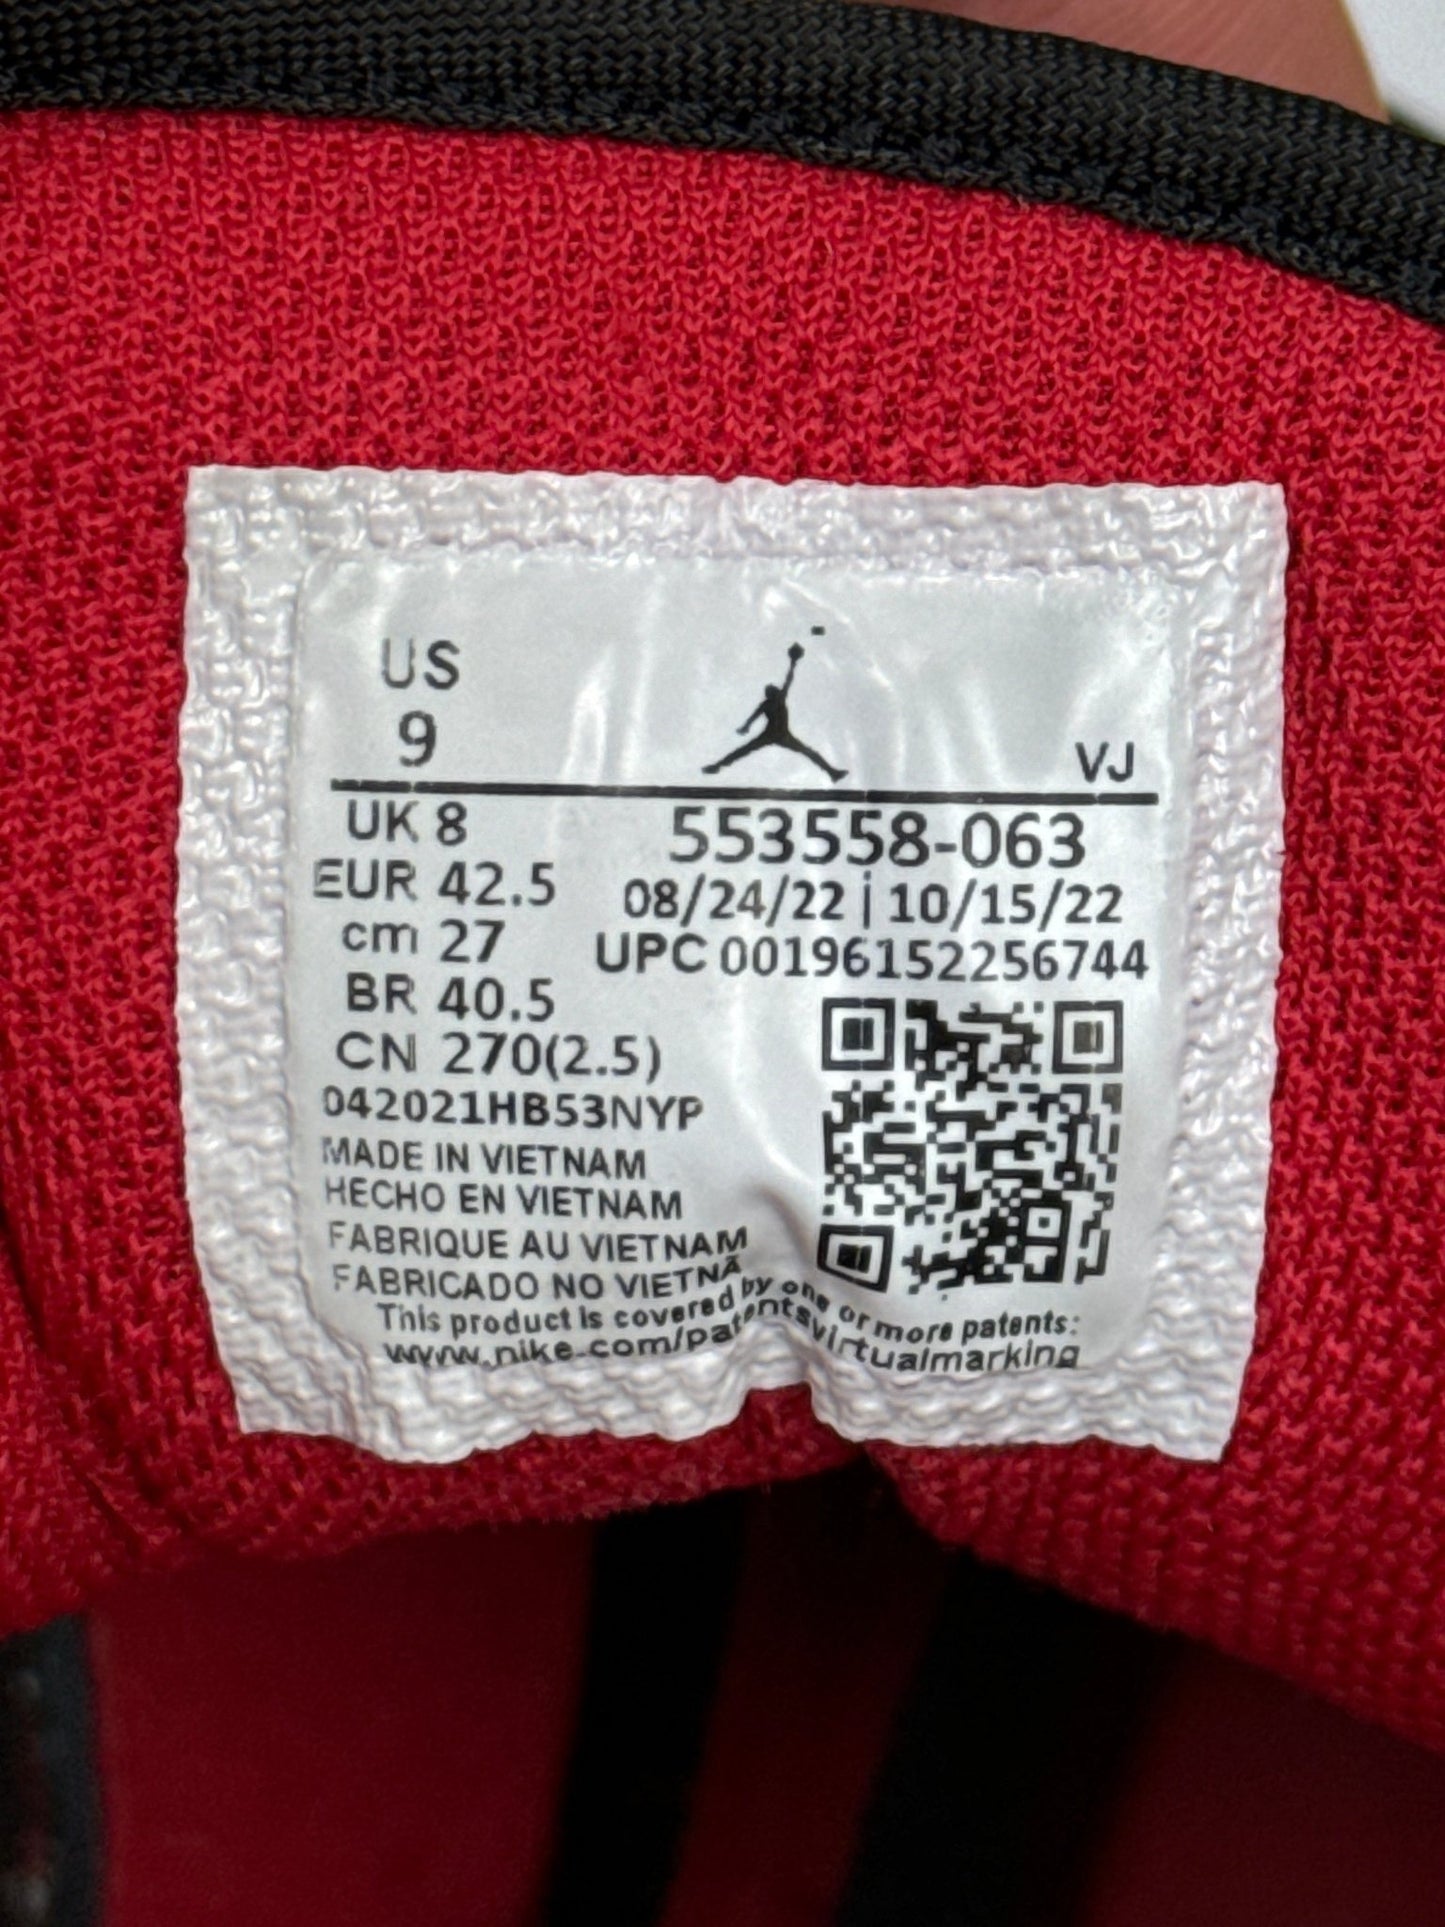 US
9
VJ
UK 8
553558-063
EUR 42.5
08/24/22 | 10/15/22
cm 27
UPC 00196152256744
BR 40.5
CN 270(2.5)
042021HB53NYP
MADE IN VIETNAM
HECHO EN VIETNAM
FABRIQUE AU VIETNAM
FABRICADO NO VIETNÃ
This product is covered by one or more patents:
www.nike.com/patentsvirtualmarking